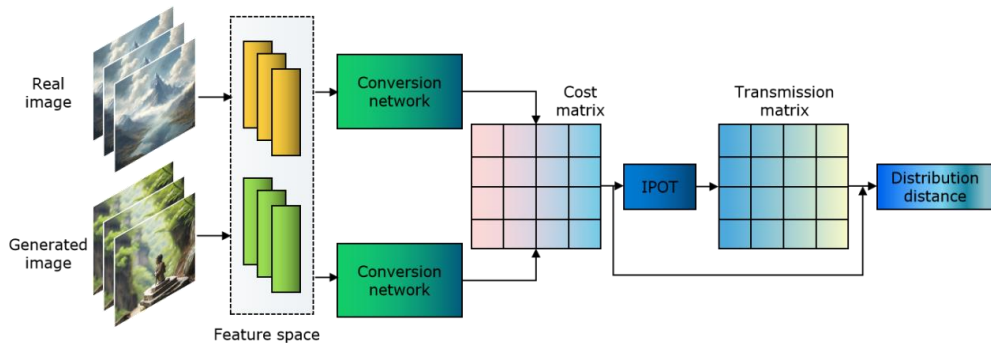 Real
image
Generated
image
Feature space
Conversion
network
Conversion
network
Cost
matrix
IPOT
Transmission
matrix
Distribution
distance